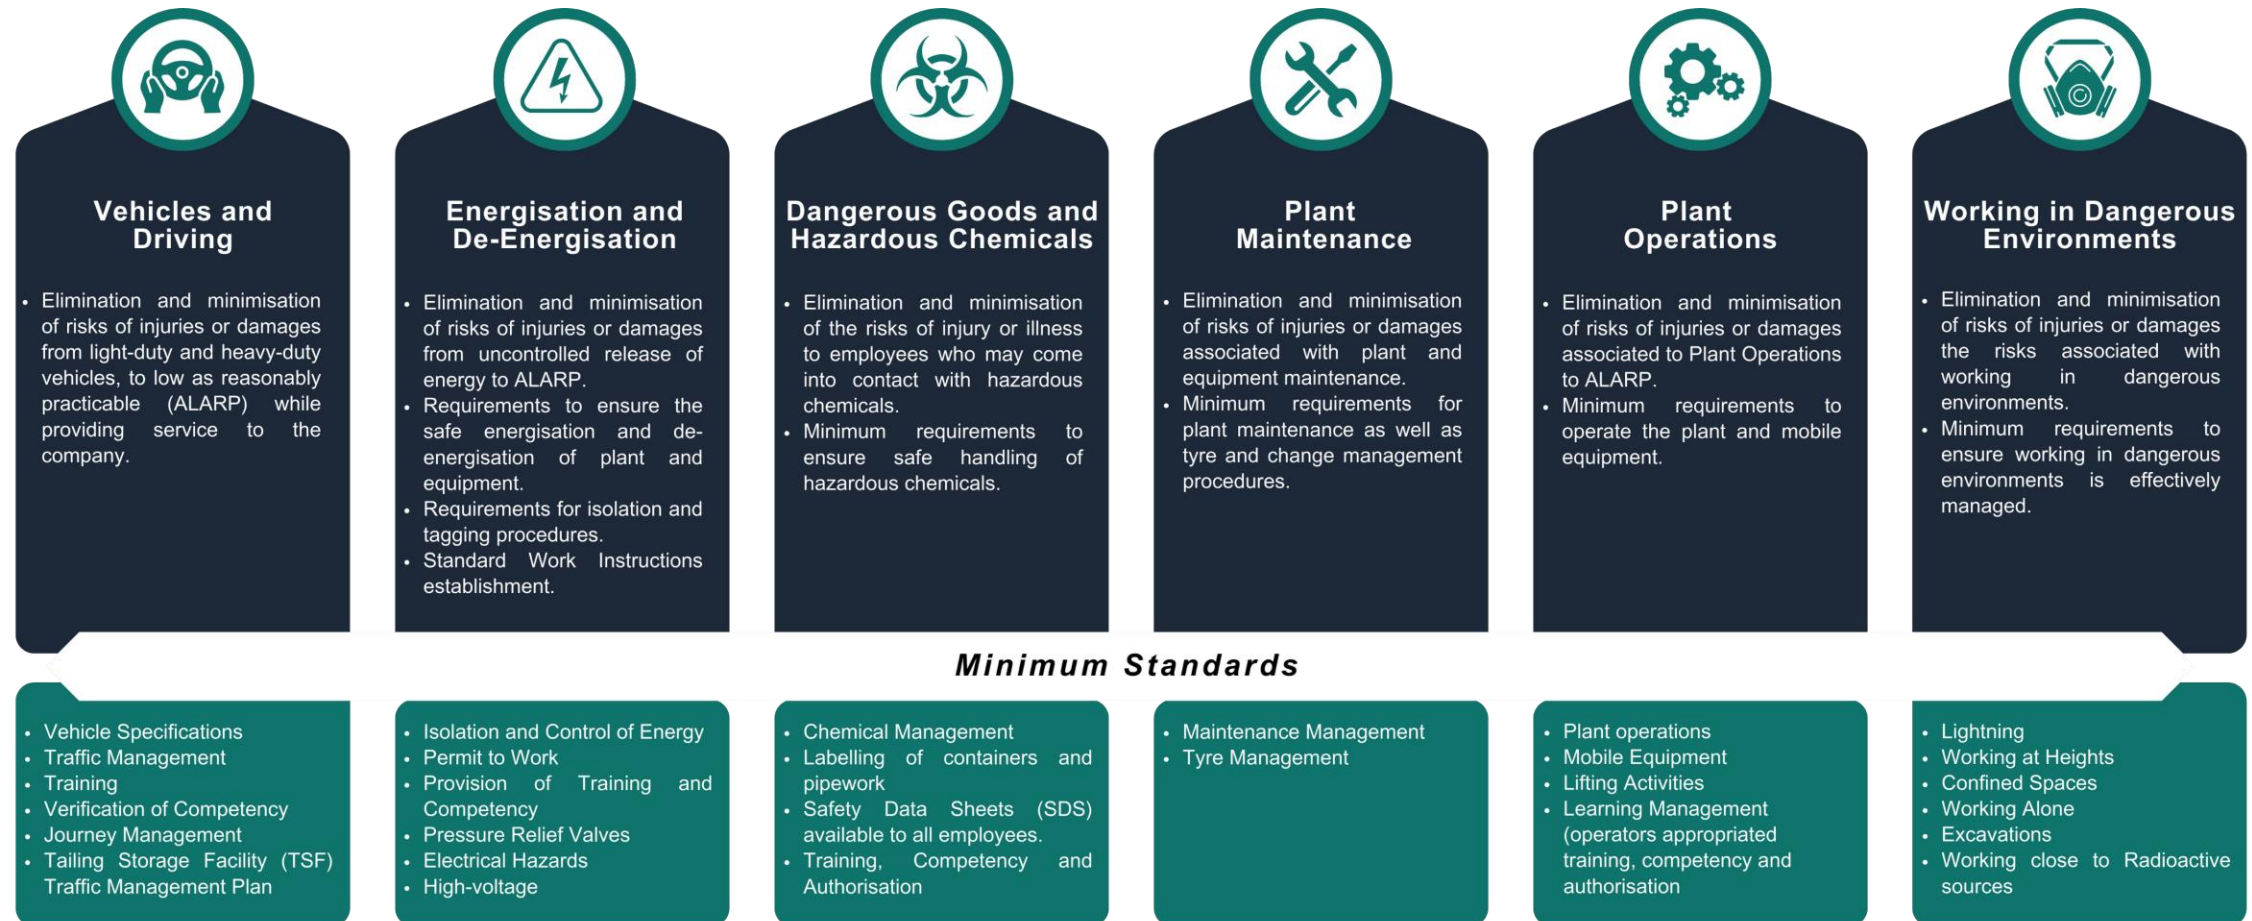 Vehicles and
Driving
• Elimination and minimisation
of risks of injuries or damages
from light-duty and heavy-duty
vehicles, to low as reasonably
practicable (ALARP) while
providing service to the
company.
Energisation and
De-Energisation
• Elimination and minimisation
of risks of injuries or damages
from uncontrolled release of
energy to ALARP.
• Requirements to ensure the
safe energisation and de-
energisation of plant and
equipment.
• Requirements for isolation and
tagging procedures.
• Standard Work Instructions
establishment.
Dangerous Goods and
Hazardous Chemicals
• Elimination and minimisation
of the risks of injury or illness
to employees who may come
into contact with hazardous
chemicals.
• Minimum requirements to
ensure safe handling of
hazardous chemicals.
Plant
Maintenance
• Elimination and minimisation
of risks of injuries or damages
associated with plant and
equipment maintenance.
• Minimum requirements for
plant maintenance as well as
tyre and change management
procedures.
Plant
Operations
• Elimination and minimisation
of risks of injuries or damages
associated to Plant Operations
to ALARP.
• Minimum requirements to
operate the plant and mobile
equipment.
Working in Dangerous
Environments
• Elimination and minimisation
of risks of injuries or damages
the risks associated with
working in dangerous
environments.
• Minimum requirements to
ensure working in dangerous
environments is effectively
managed.
Minimum Standards
• Vehicle Specifications
• Traffic Management
• Training
• Verification of Competency
• Journey Management
• Tailing Storage Facility (TSF)
Traffic Management Plan
• Isolation and Control of Energy
• Permit to Work
• Provision of Training and
Competency
• Pressure Relief Valves
• Electrical Hazards
• High-voltage
• Chemical Management
• Labelling of containers and
pipework
• Safety Data Sheets (SDS)
available to all employees.
• Training, Competency and
Authorisation
• Maintenance Management
• Tyre Management
• Plant operations
• Mobile Equipment
• Lifting Activities
• Learning Management
(operators appropriated
training, competency and
authorisation
• Lightning
• Working at Heights
• Confined Spaces
• Working Alone
• Excavations
• Working close to Radioactive
sources